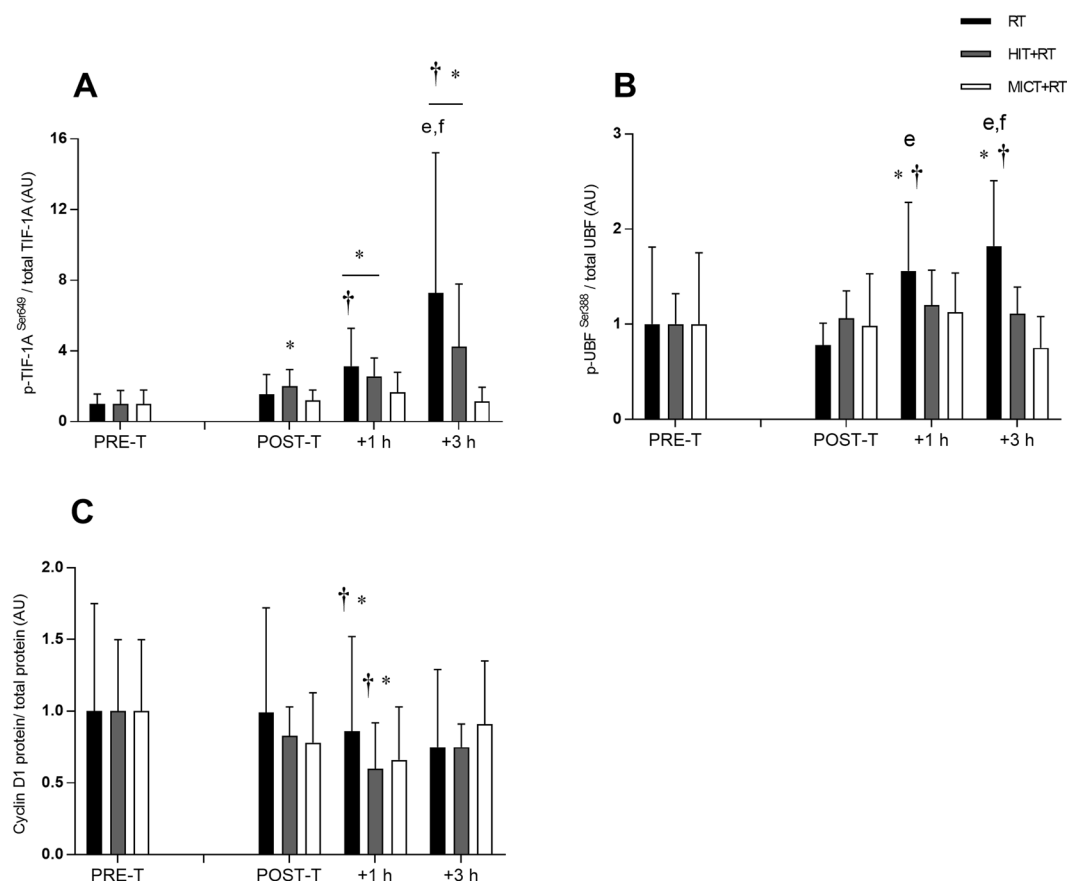 RT
HIT+RT
MICT+RT
A
† *
e,f
*
†
*
16
12
8
4
0
p-TIF-1A Ser649 / total TIF-1A (AU)
PRE-T
POST-T
+1 h
+3 h
B
e
* †
e,f
* †
3
2
1
0
p-UBF Ser388 / total UBF (AU)
PRE-T
POST-T
+1 h
+3 h
C
† *
† *
2.0
1.5
1.0
0.5
0.0
Cyclin D1 protein/ total protein (AU)
PRE-T
POST-T
+1 h
+3 h